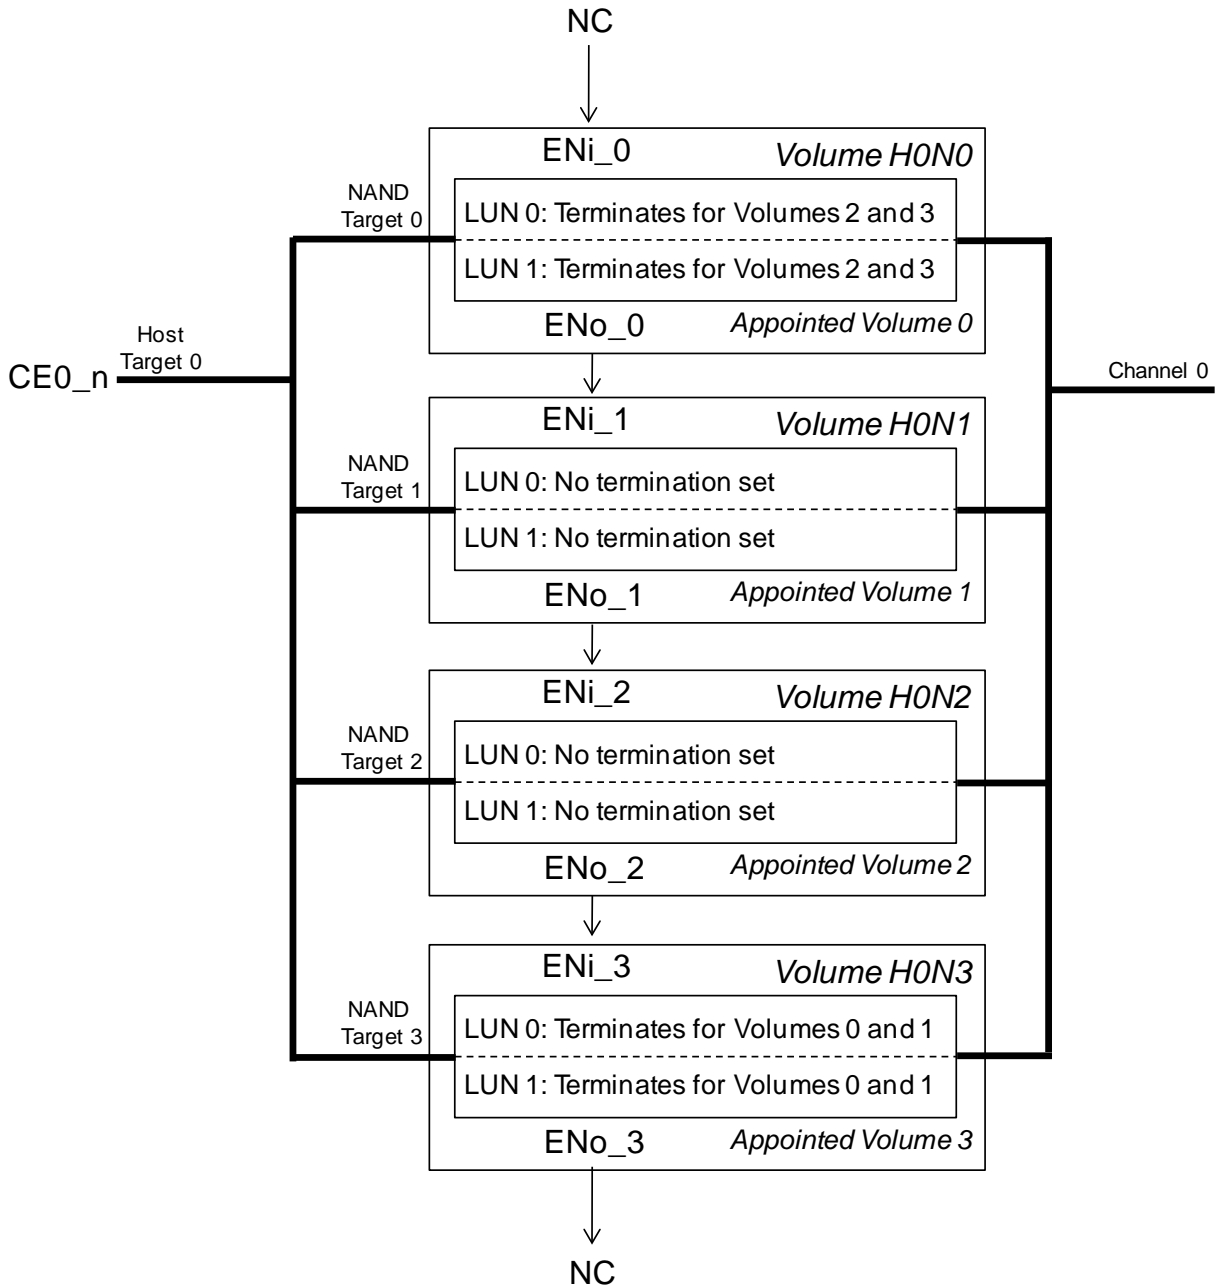 NC
ENi_0
Volume H0N0
NAND
Target 0
LUN 0: Terminates for Volumes 2 and 3
LUN 1: Terminates for Volumes 2 and 3
ENo_0
Appointed Volume 0
Host
Target 0
CE0_n
Channel 0
ENi_1
Volume H0N1
NAND
Target 1
LUN 0: No termination set
LUN 1: No termination set
ENo_1
Appointed Volume 1
ENi_2
Volume H0N2
NAND
Target 2
LUN 0: No termination set
LUN 1: No termination set
ENo_2
Appointed Volume 2
ENi_3
Volume H0N3
NAND
Target 3
LUN 0: Terminates for Volumes 0 and 1
LUN 1: Terminates for Volumes 0 and 1
ENo_3
Appointed Volume 3
NC